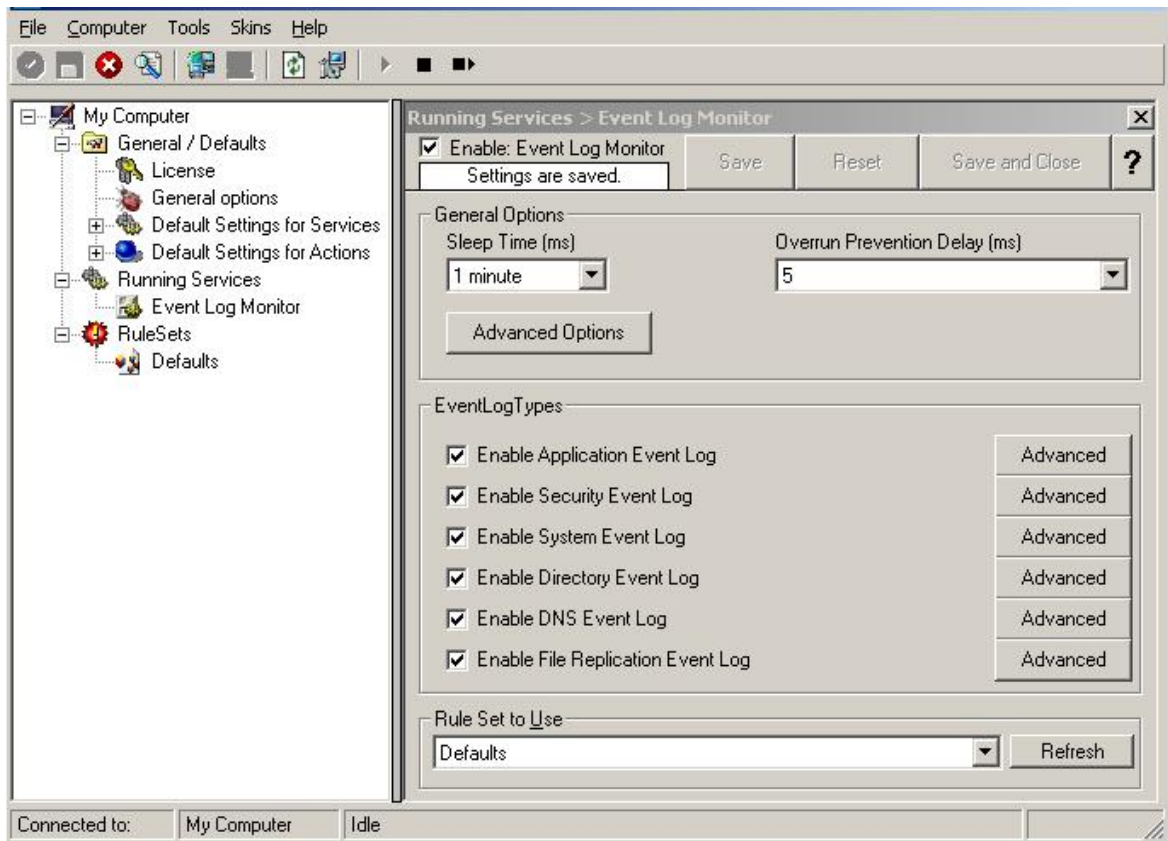 File Computer Tools Skins Help
My Computer
General / Defaults
License
General options
Default Settings for Services
Default Settings for Actions
Running Services
Event Log Monitor
RuleSets
Defaults
Running Services > Event Log Monitor
Enable: Event Log Monitor
Settings are saved.
Save Reset Save and Close ?
General Options
Sleep Time (ms) Overrun Prevention Delay (ms)
1 minute 5
Advanced Options
EventLogTypes
Enable Application Event Log Advanced
Enable Security Event Log Advanced
Enable System Event Log Advanced
Enable Directory Event Log Advanced
Enable DNS Event Log Advanced
Enable File Replication Event Log Advanced
Rule Set to Use
Defaults Refresh
Connected to: My Computer Idle